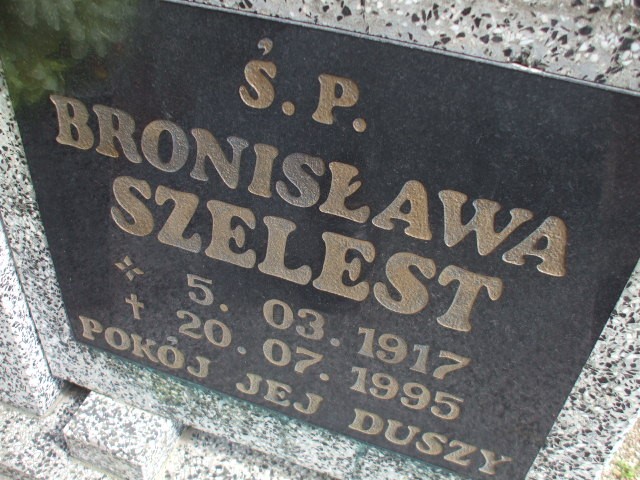 Ś. P.
BRONISŁAWA
SZELEST
5. 03. 1917
20. 07. 1995
POKÓJ JEJ DUSZY